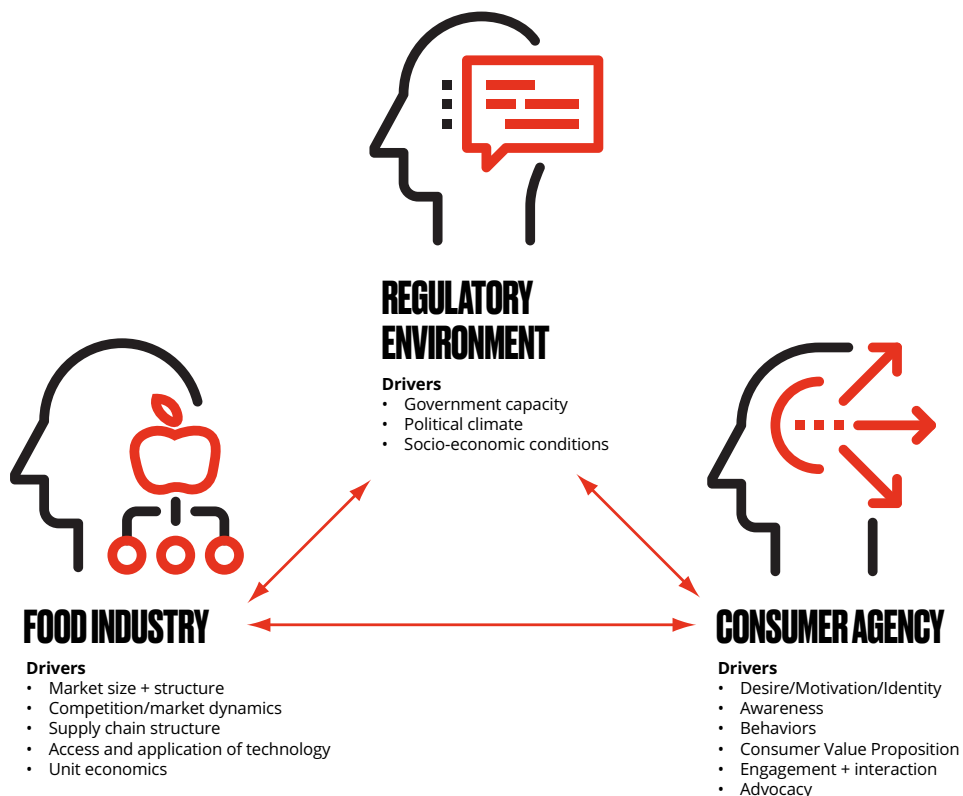 REGULATORY
ENVIRONMENT
Drivers
• Government capacity
• Political climate
• Socio-economic conditions
FOOD INDUSTRY
Drivers
• Market size + structure
• Competition/market dynamics
• Supply chain structure
• Access and application of technology
• Unit economics
CONSUMER AGENCY
Drivers
• Desire/Motivation/Identity
• Awareness
• Behaviors
• Consumer Value Proposition
• Engagement + interaction
• Advocacy